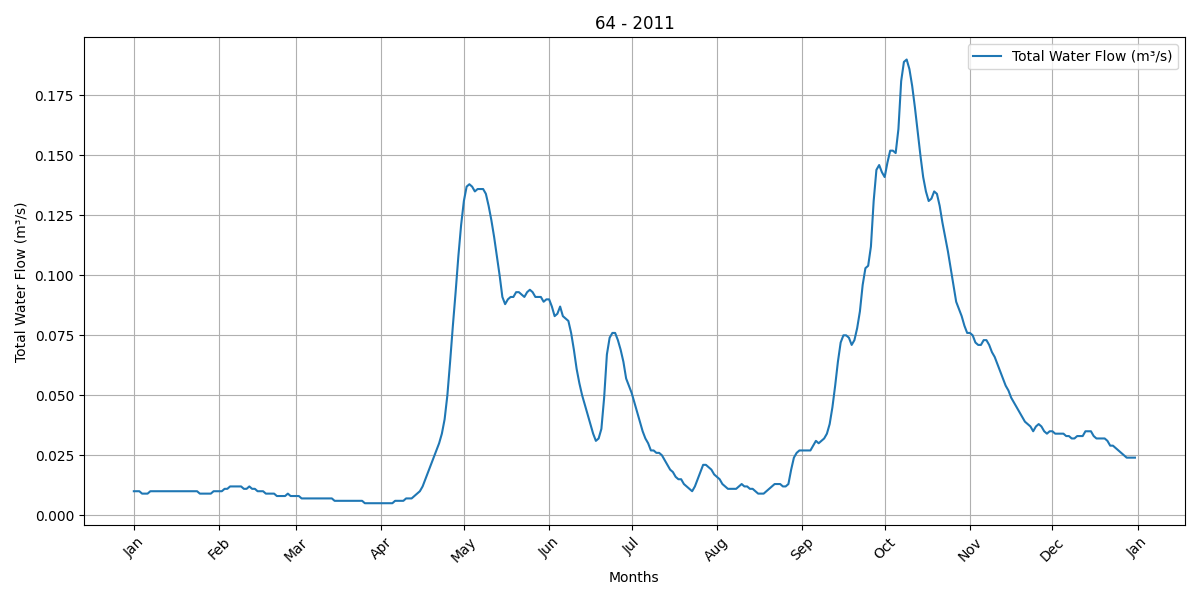 64 - 2011
Total Water Flow (m³/s)
Total Water Flow (m³/s)
0.175
0.150
0.125
0.100
0.075
0.050
0.025
0.000
Jan
Feb
Mar
Apr
May
Jun
Jul
Aug
Sep
Oct
Nov
Dec
Jan
Months